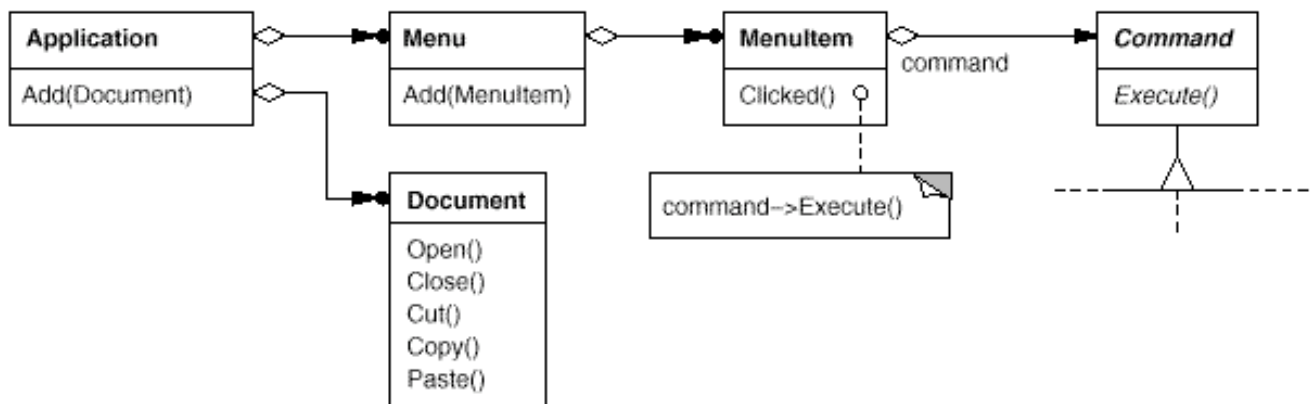 Application
Add(Document)
Menu
Add(MenuItem)
MenuItem
Clicked()
command
Command
Execute()
command−>Execute()
Document
Open()
Close()
Cut()
Copy()
Paste()